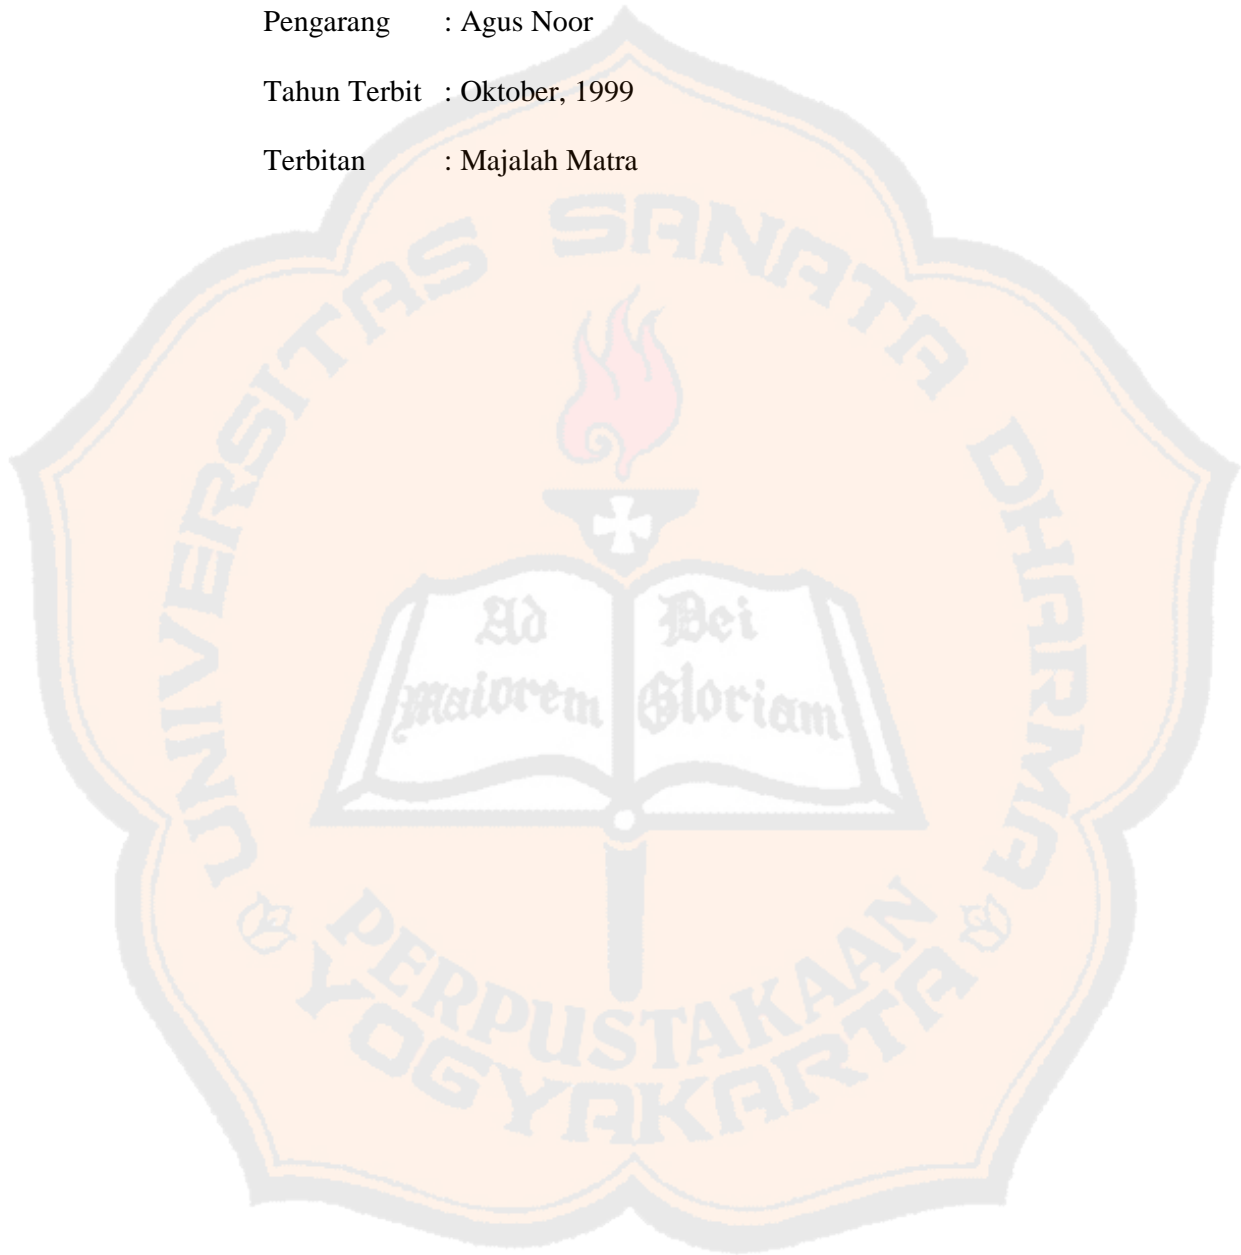 Pengarang : Agus Noor
Tahun Terbit : Oktober, 1999
Terbitan : Majalah Matra
UNIVERSITAS SANATA DHARMA
Ad Dei
Maiorem Gloriam
PERPUSTAKAAN
YOGYAKARTA